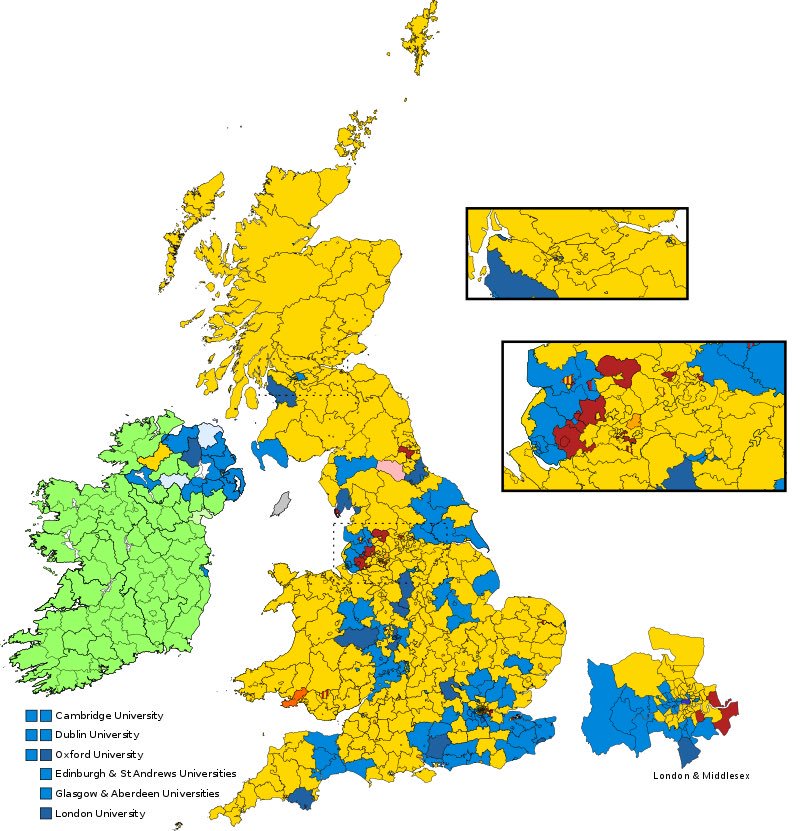 Cambridge University
Dublin University
Oxford University
Edinburgh & St Andrews Universities
Glasgow & Aberdeen Universities
London University
London & Middlesex